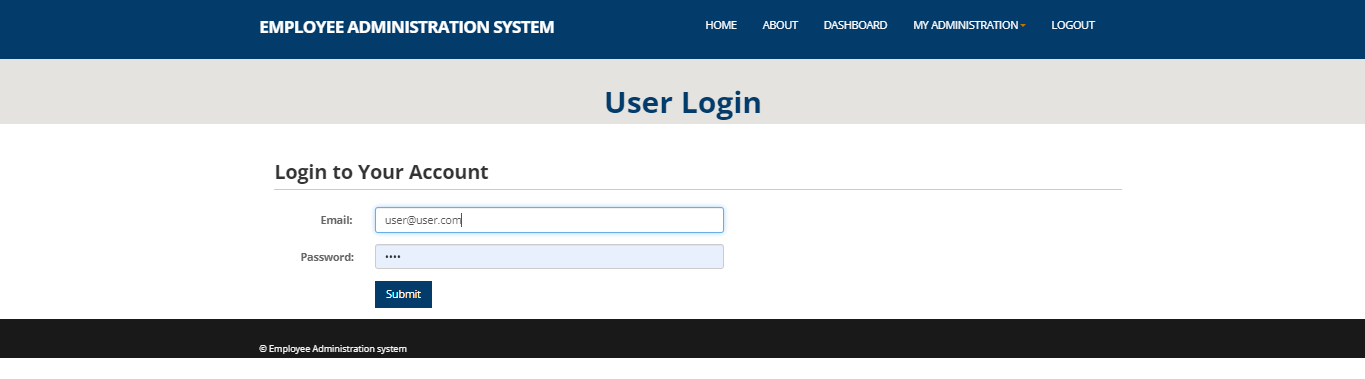 EMPLOYEE ADMINISTRATION SYSTEM HOME ABOUT DASHBOARD MY ADMINISTRATION LOGOUT
User Login
Login to Your Account
Email: user@user.com
Password: ••••
Submit
© Employee Administration system